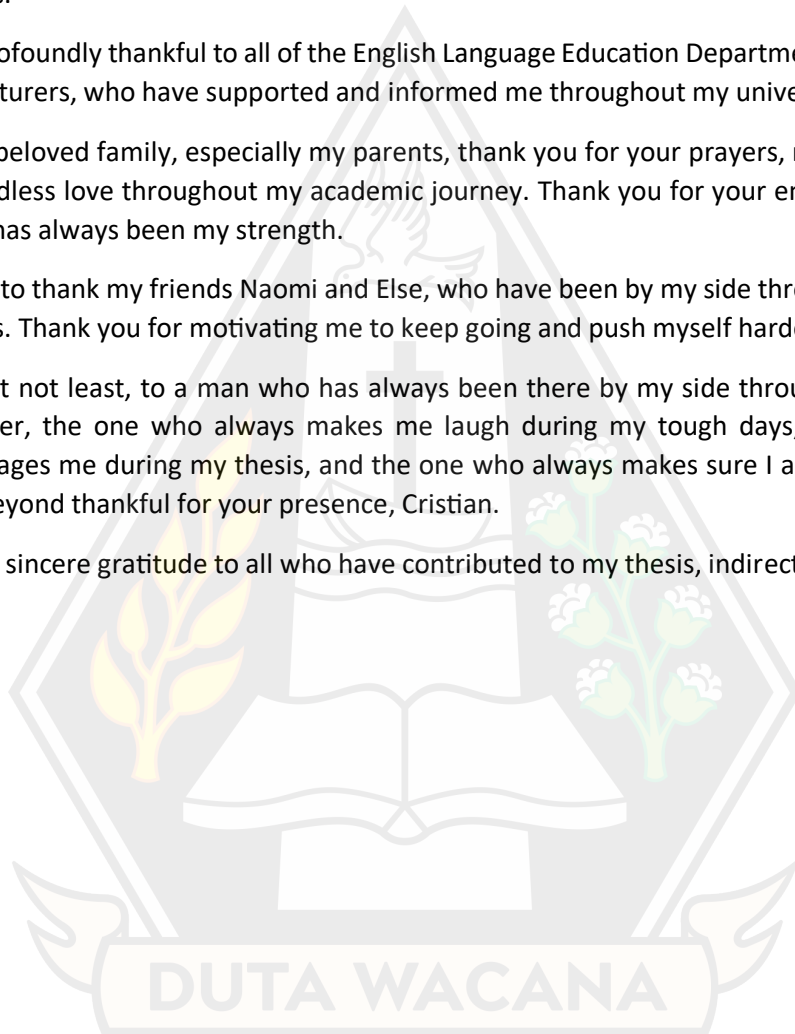 ofoundly thankful to all of the English Language Education Departme
turers, who have supported and informed me throughout my unive
beloved family, especially my parents, thank you for your prayers,
dless love throughout my academic journey. Thank you for your en
has always been my strength.
to thank my friends Naomi and Else, who have been by my side thr
s. Thank you for motivating me to keep going and push myself hard
t not least, to a man who has always been there by my side throu
er, the one who always makes me laugh during my tough days,
ages me during my thesis, and the one who always makes sure I a
eyond thankful for your presence, Cristian.
sincere gratitude to all who have contributed to my thesis, indirect
DUTA WACANA